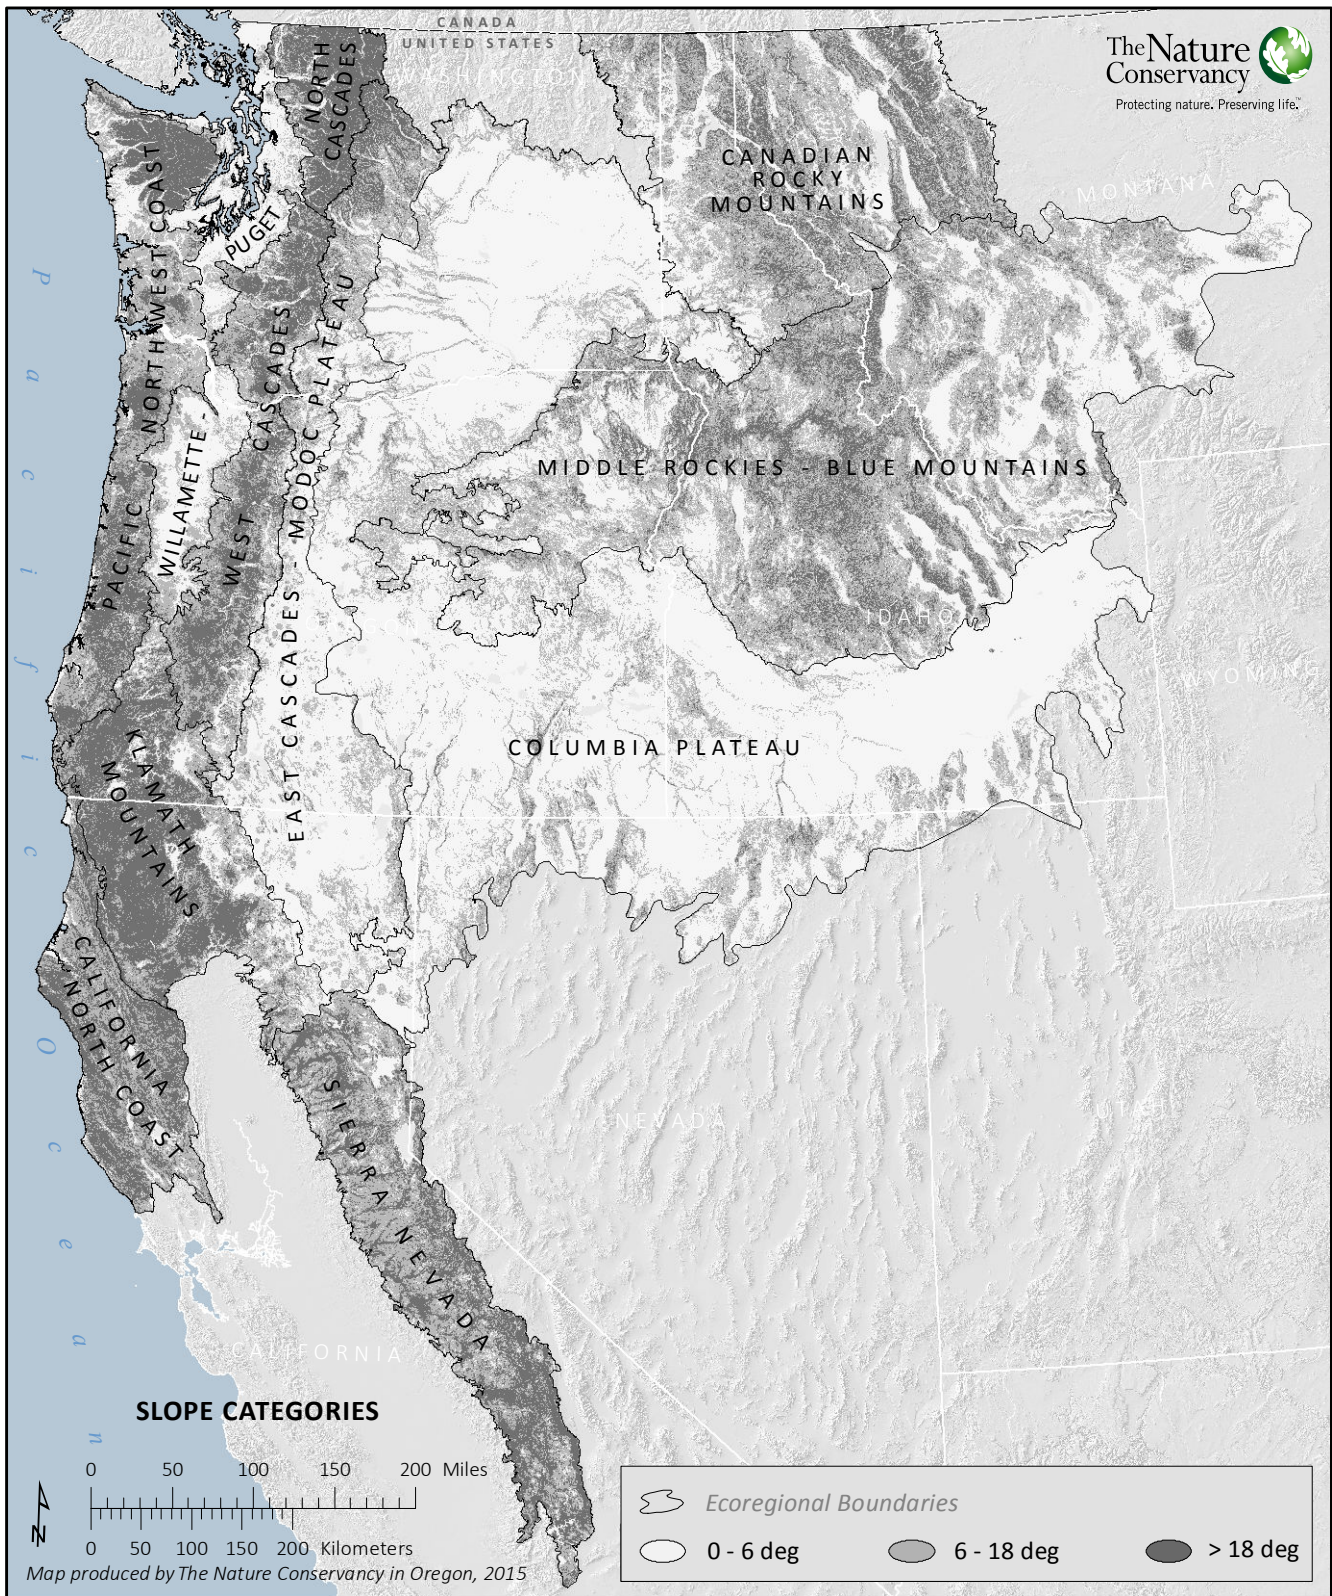 CANADA
UNITED STATES
The Nature
Conservancy
Protecting nature. Preserving life.™
WASHINGTON
NORTH
CASCADES
CANADIAN
ROCKY
MOUNTAINS
MONTANA
PUGET
WILLAMETTE -
PACIFIC NORTHWEST COAST
WEST CASCADES
EAST CASCADES - MODOC PLATEAU
MIDDLE ROCKIES - BLUE MOUNTAINS
IDAHO
WYOMING
COLUMBIA PLATEAU
KLAMATH
MOUNTAINS
CALIFORNIA
NORTH COAST
SIERRA NEVADA
NEVADA
UTAH
CALIFORNIA
Pacific Ocean
SLOPE CATEGORIES
0 50 100 150 200 Miles
0 50 100 150 200 Kilometers
N
Map produced by The Nature Conservancy in Oregon, 2015
Ecoregional Boundaries
0 - 6 deg
6 - 18 deg
> 18 deg